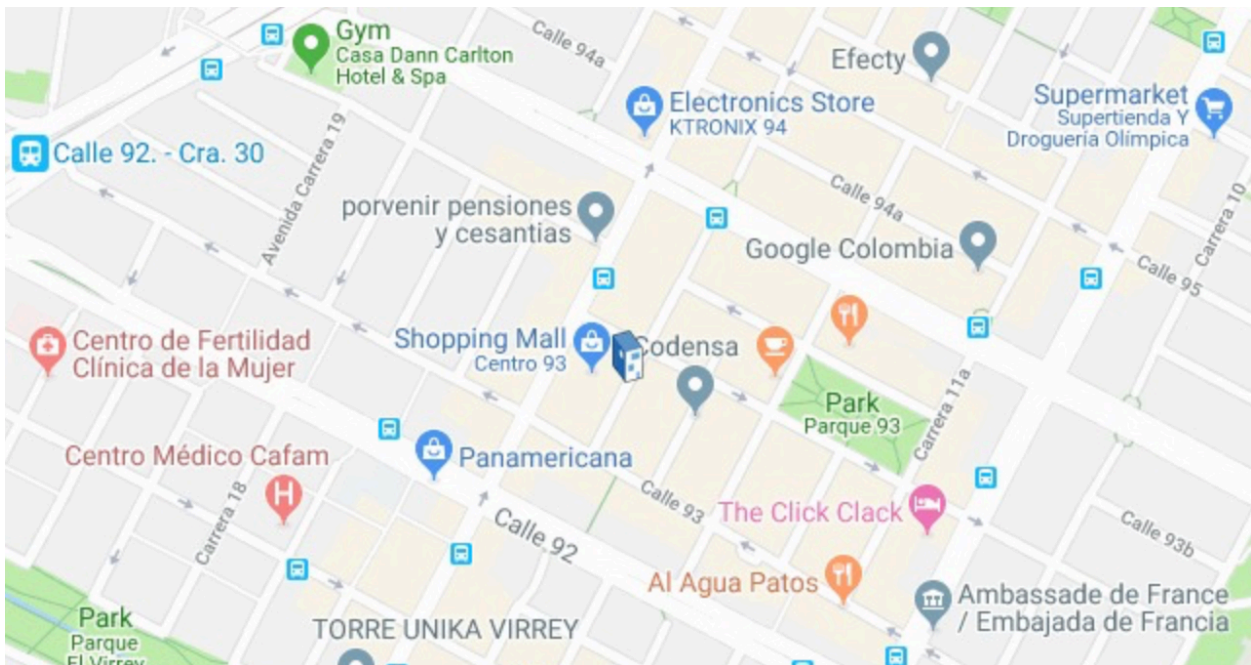 Gym
Casa Dann Carlton
Hotel & Spa
Calle 94a
Efecty
Electronics Store
KTRONIX 94
Supermarket
Supertienda Y
Droguería Olímpica
Calle 92. - Cra. 30
Avenida Carrera 19
porvenir pensiones
y cesantias
Calle 94a
Carrera 10
Google Colombia
Calle 95
Centro de Fertilidad
Clínica de la Mujer
Shopping Mall
Centro 93
Codensa
Park
Parque 93
Carrera 11a
Centro Médico Cafam
H
Panamericana
Carrera 18
Calle 93
The Click Clack
Calle 93b
Calle 92
Al Agua Patos
Ambassade de France
/ Embajada de Francia
Park
Parque
El Virrey
TORRE UNIKA VIRREY